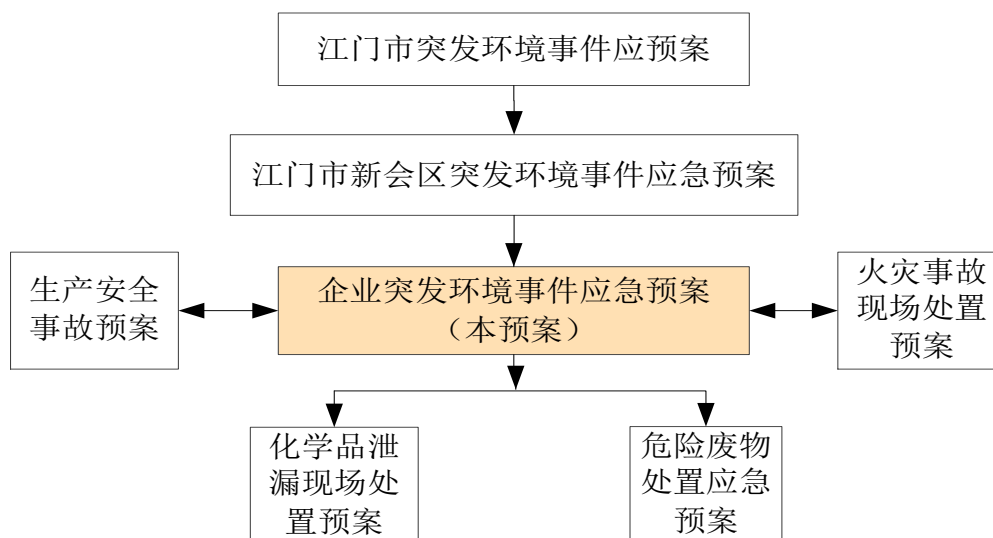 江门市突发环境事件应预案
江门市新会区突发环境事件应急预案
生产安全
事故预案
企业突发环境事件应急预案
（本预案）
火灾事故
现场处置
预案
化学品泄
漏现场处
置预案
危险废物
处置应急
预案